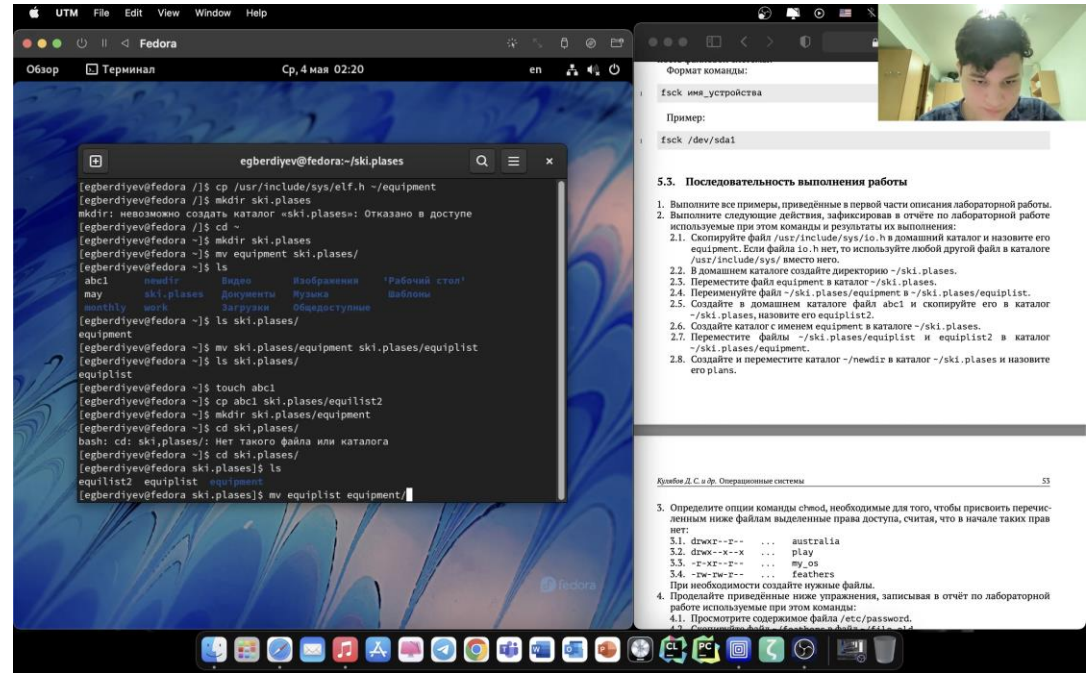 UTM File Edit View Window Help
Fedora
Обзор Терминал Ср, 4 мая 02:20 en
egberdiyev@fedora:~/ski.plases
[egberdiyev@fedora /]$ cp /usr/include/sys/elf.h ~/equipment
[egberdiyev@fedora /]$ mkdir ski.plases
mkdir: невозможно создать каталог «ski.plases»: Отказано в доступе
[egberdiyev@fedora /]$ cd ~
[egberdiyev@fedora ~]$ mkdir ski.plases
[egberdiyev@fedora ~]$ mv equipment ski.plases/
[egberdiyev@fedora ~]$ ls
abc1 newdir Видео Изображения 'Рабочий стол'
may ski.plases Документы Музыка Шаблоны
monthly work Загрузки Общедоступные
[egberdiyev@fedora ~]$ ls ski.plases/
equipment
[egberdiyev@fedora ~]$ mv ski.plases/equipment ski.plases/equiplist
[egberdiyev@fedora ~]$ ls ski.plases/
equiplist
[egberdiyev@fedora ~]$ touch abc1
[egberdiyev@fedora ~]$ cp abc1 ski.plases/equilist2
[egberdiyev@fedora ~]$ mkdir ski.plases/equipment
[egberdiyev@fedora ~]$ cd ski,plases/
bash: cd: ski,plases/: Нет такого файла или каталога
[egberdiyev@fedora ~]$ cd ski.plases/
[egberdiyev@fedora ski.plases]$ ls
equilist2 equiplist equipment
[egberdiyev@fedora ski.plases]$ mv equiplist equipment/
fedora
Формат команды:
fsck имя_устройства
Пример:
fsck /dev/sda1
5.3. Последовательность выполнения работы
1. Выполните все примеры, приведённые в первой части описания лабораторной работы.
2. Выполните следующие действия, зафиксировав в отчёте по лабораторной работе
используемые при этом команды и результаты их выполнения:
2.1. Скопируйте файл /usr/include/sys/io.h в домашний каталог и назовите его
equipment. Если файла io.h нет, то используйте любой другой файл в каталоге
/usr/include/sys/ вместо него.
2.2. В домашнем каталоге создайте директорию ~/ski.plases.
2.3. Переместите файл equipment в каталог ~/ski.plases.
2.4. Переименуйте файл ~/ski.plases/equipment в ~/ski.plases/equiplist.
2.5. Создайте в домашнем каталоге файл abc1 и скопируйте его в каталог
~/ski.plases, назовите его equiplist2.
2.6. Создайте каталог с именем equipment в каталоге ~/ski.plases.
2.7. Переместите файлы ~/ski.plases/equiplist и equiplist2 в каталог
~/ski.plases/equipment.
2.8. Создайте и переместите каталог ~/newdir в каталог ~/ski.plases и назовите
его plans.
Кулябов Д. С. и др. Операционные системы 53
3. Определите опции команды chmod, необходимые для того, чтобы присвоить перечис-
ленным ниже файлам выделенные права доступа, считая, что в начале таких прав
нет:
3.1. drwxr--r-- ... australia
3.2. drwx--x--x ... play
3.3. -r-xr--r-- ... my_os
3.4. -rw-rw-r-- ... feathers
При необходимости создайте нужные файлы.
4. Проделайте приведённые ниже упражнения, записывая в отчёт по лабораторной
работе используемые при этом команды:
4.1. Просмотрите содержимое файла /etc/password.
CL PC